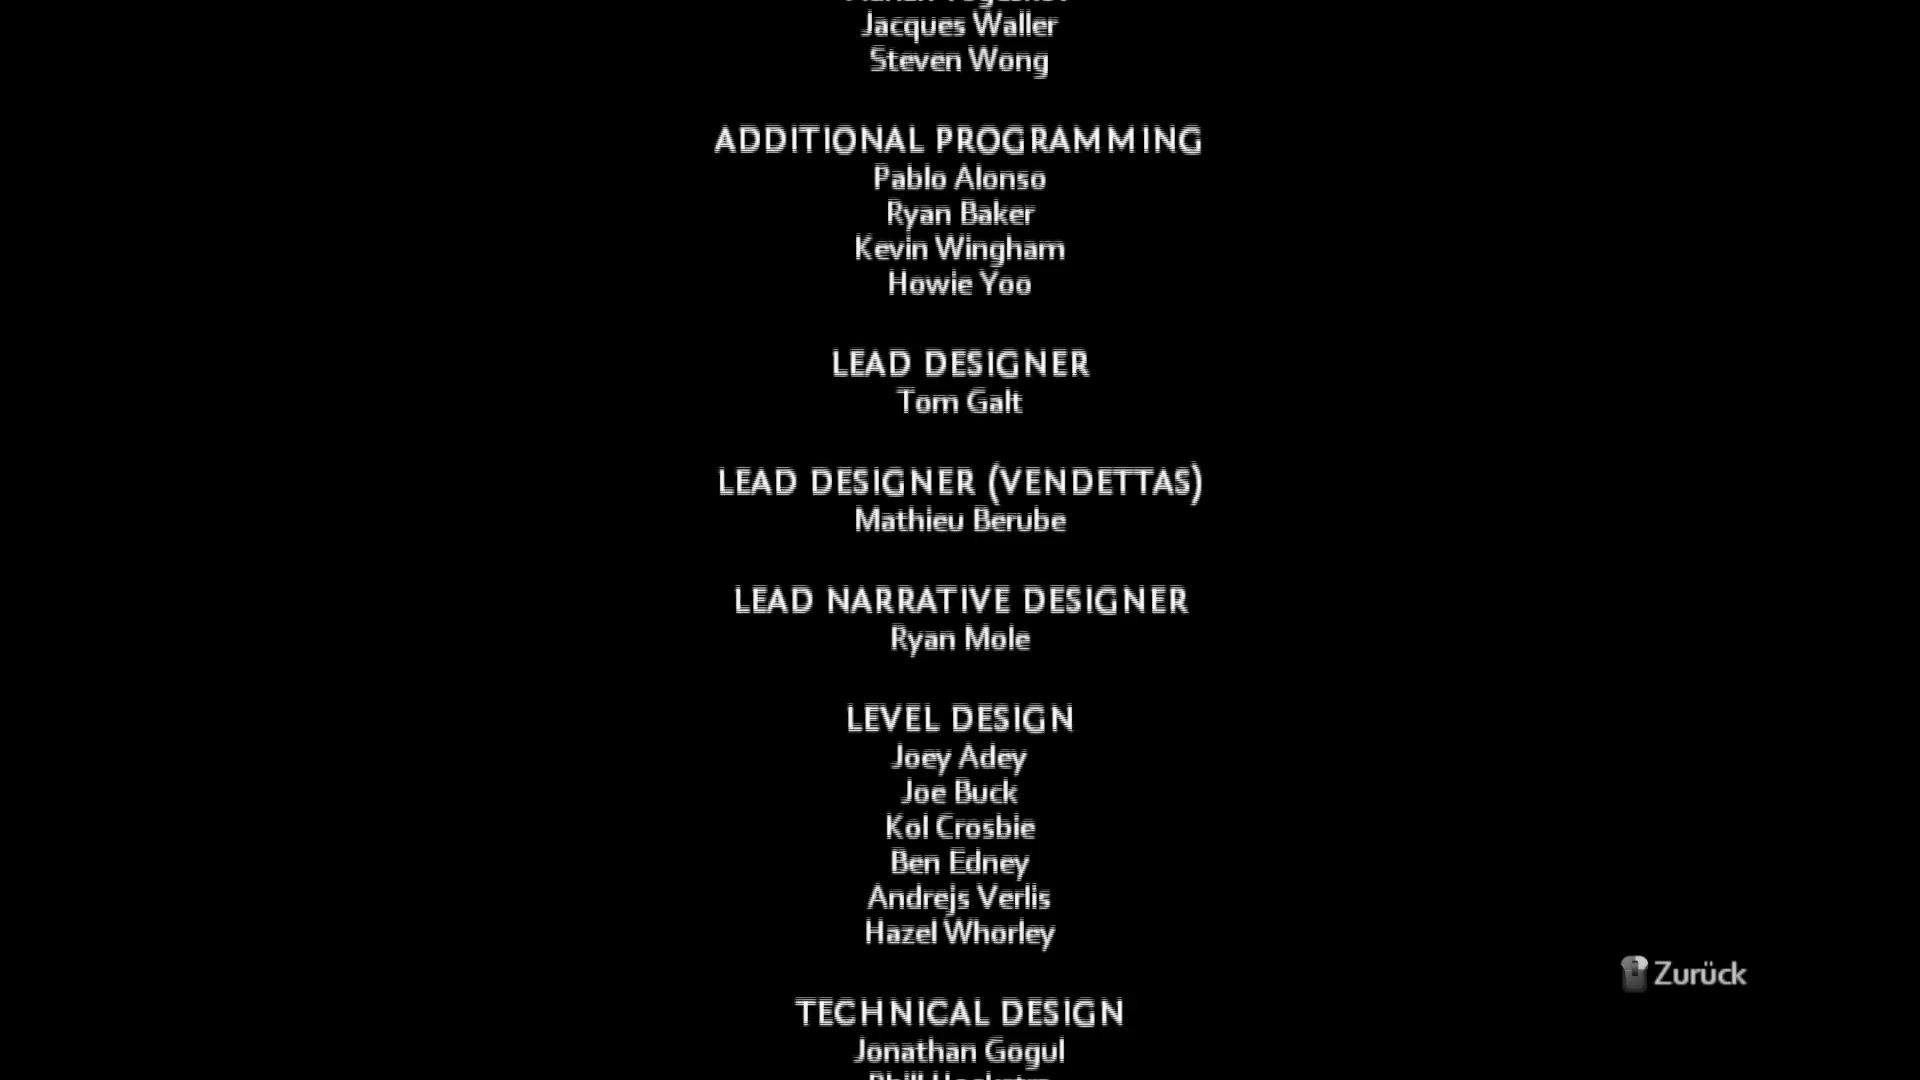 Jacques Waller
Steven Wong
ADDITIONAL PROGRAMMING
Pablo Alonso
Ryan Baker
Kevin Wingham
Howie Yoo
LEAD DESIGNER
Tom Galt
LEAD DESIGNER (VENDETTAS)
Mathieu Berube
LEAD NARRATIVE DESIGNER
Ryan Mole
LEVEL DESIGN
Joey Adey
Joe Buck
Kol Crosbie
Ben Edney
Andrejs Verlis
Hazel Whorley
Zurück
TECHNICAL DESIGN
Jonathan Gogul